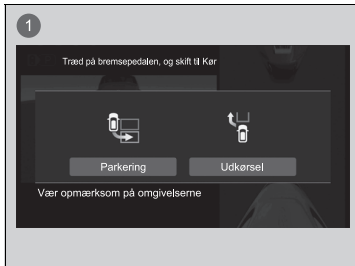 1
Træd på bremsepedalen, og skift til Kør
Parkering
Udkørsel
Vær opmærksom på omgivelserne